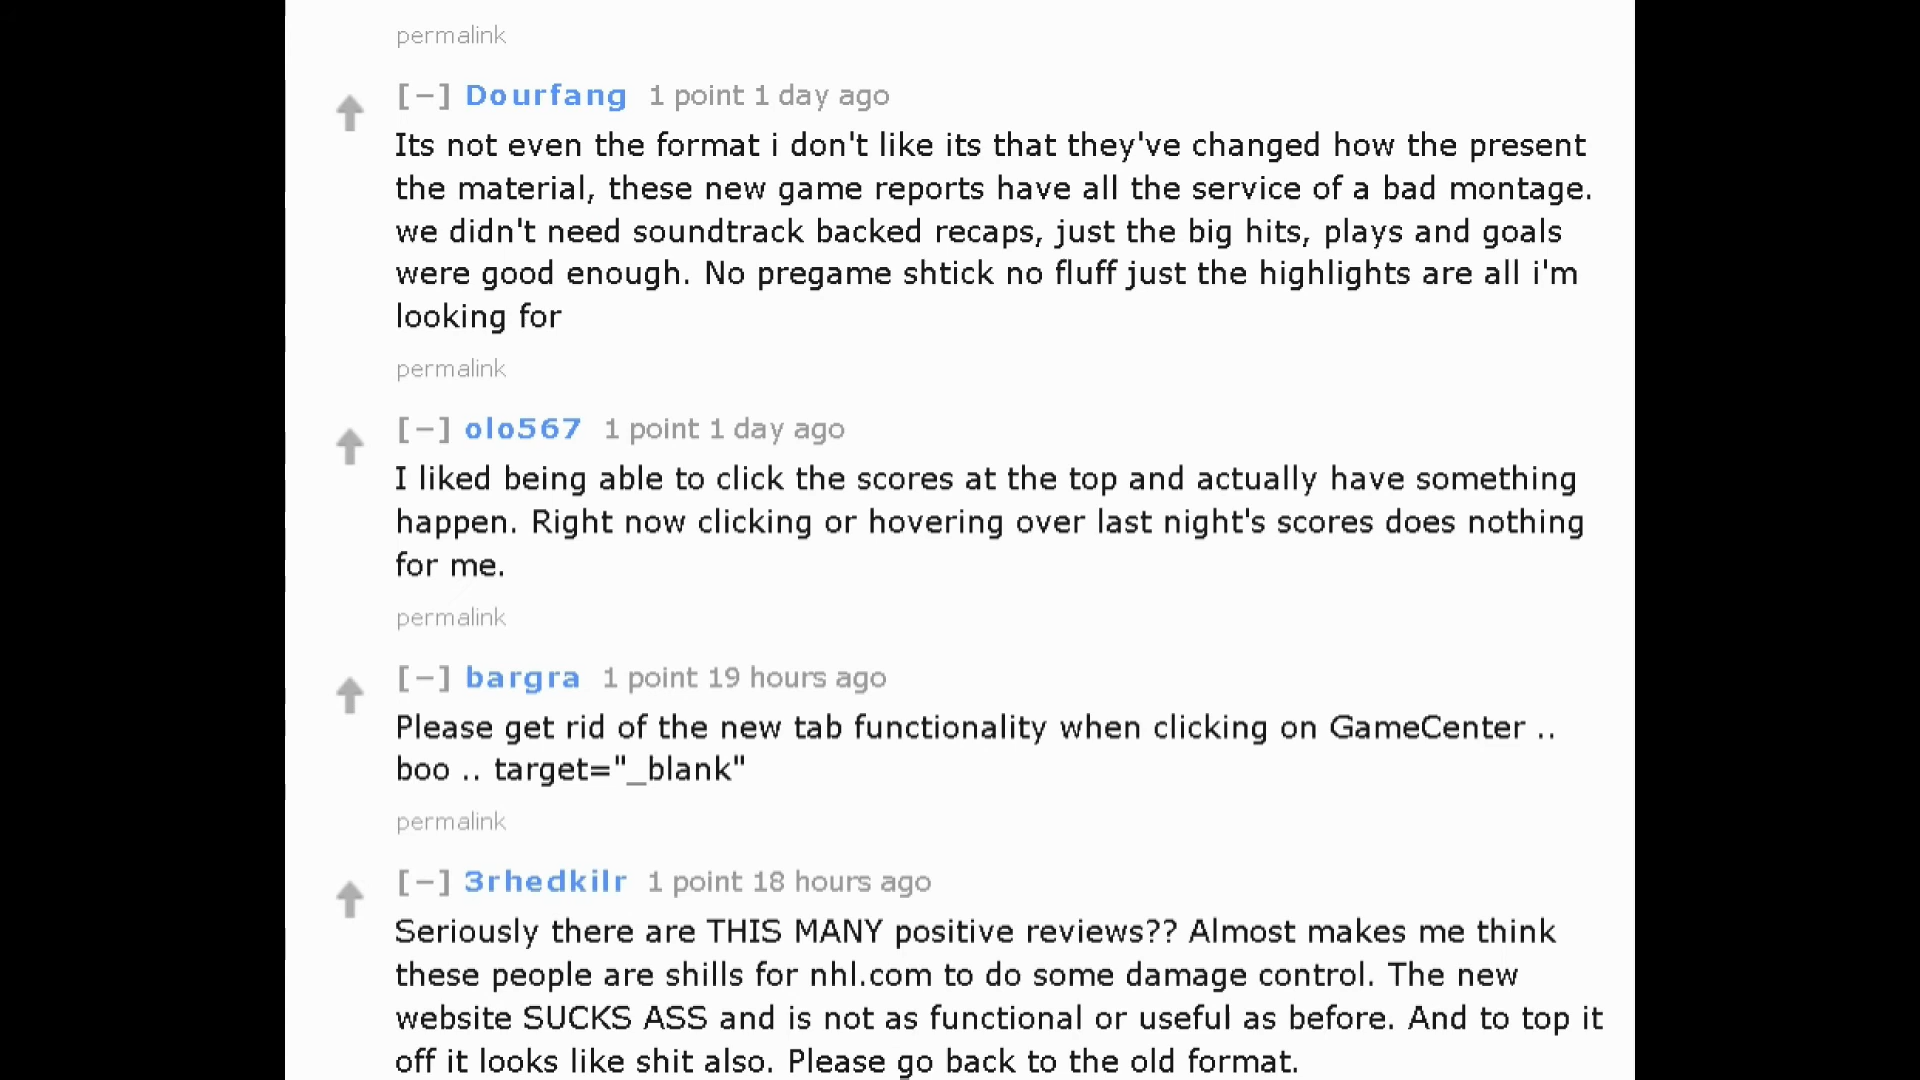 permalink
[–] Dourfang 1 point 1 day ago
Its not even the format i don't like its that they've changed how the present
the material, these new game reports have all the service of a bad montage.
we didn't need soundtrack backed recaps, just the big hits, plays and goals
were good enough. No pregame shtick no fluff just the highlights are all i'm
looking for
permalink
[–] olo567 1 point 1 day ago
I liked being able to click the scores at the top and actually have something
happen. Right now clicking or hovering over last night's scores does nothing
for me.
permalink
[–] bargra 1 point 19 hours ago
Please get rid of the new tab functionality when clicking on GameCenter ..
boo .. target="_blank"
permalink
[–] 3rhedkilr 1 point 18 hours ago
Seriously there are THIS MANY positive reviews?? Almost makes me think
these people are shills for nhl.com to do some damage control. The new
website SUCKS ASS and is not as functional or useful as before. And to top it
off it looks like shit also. Please go back to the old format.